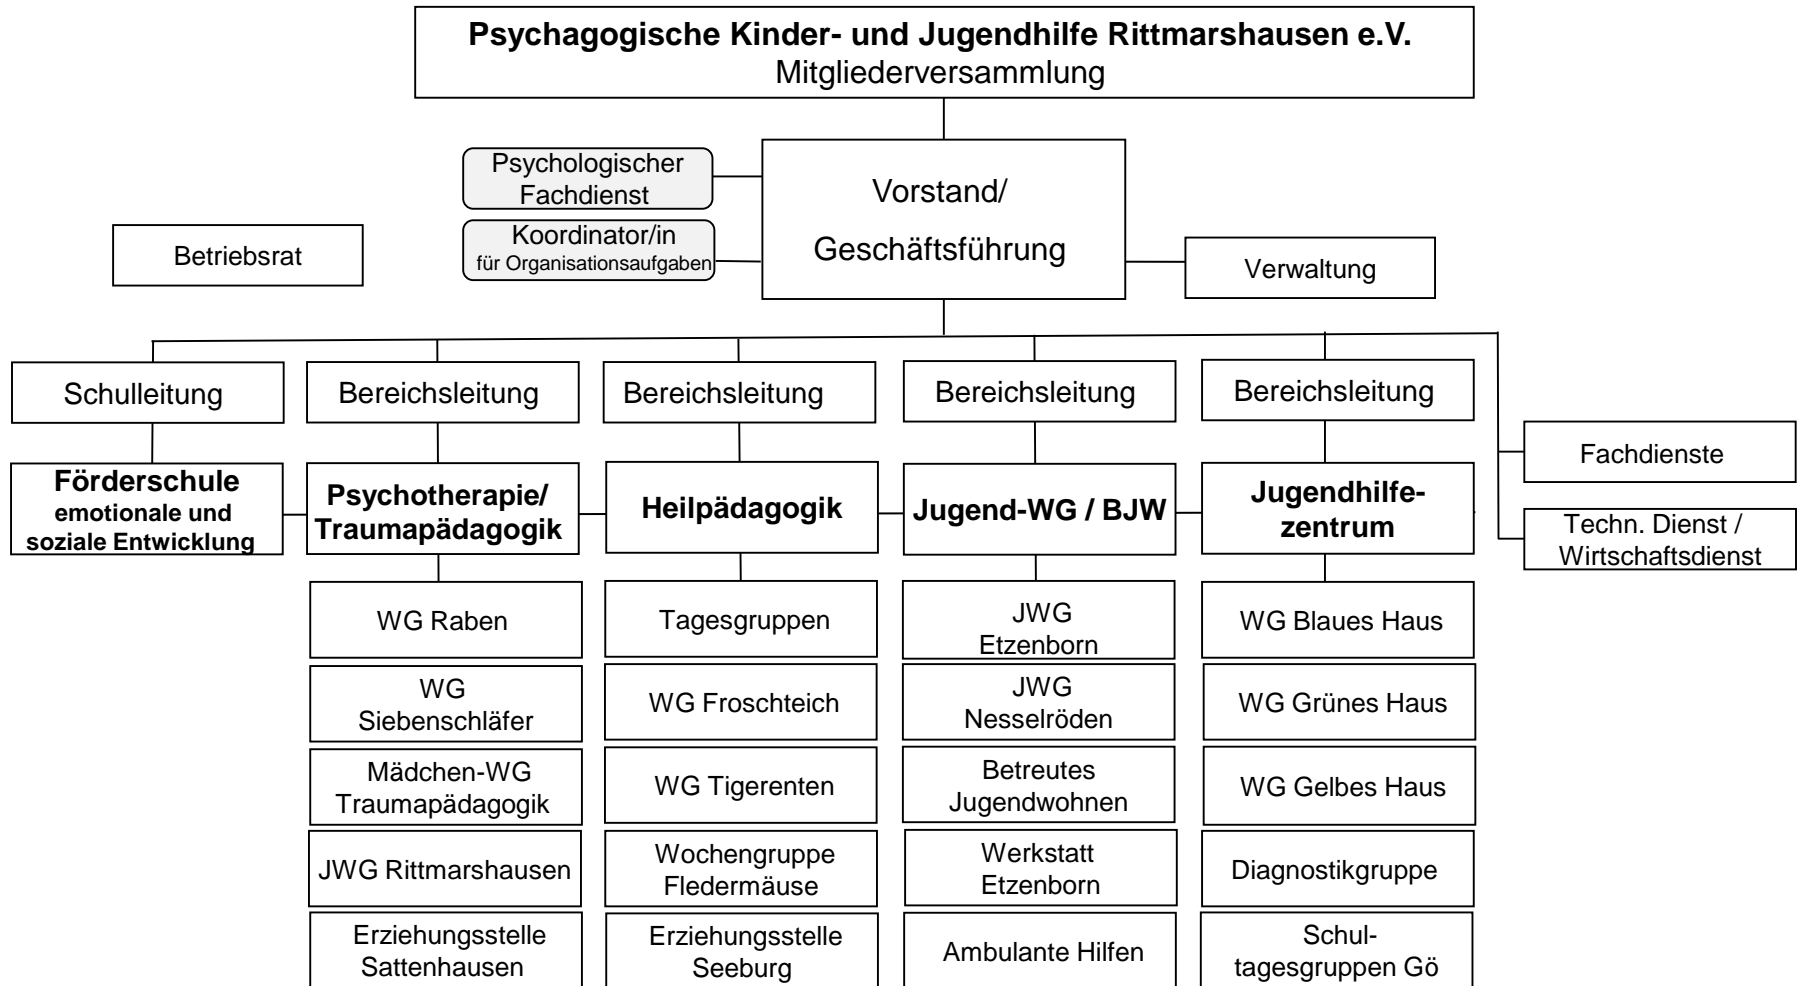 Psychagogische Kinder- und Jugendhilfe Rittmarshausen e.V.
Mitgliederversammlung
Psychologischer
Fachdienst
Vorstand/
Geschäftsführung
Koordinator/in
für Organisationsaufgaben
Betriebsrat
Verwaltung
Schulleitung
Bereichsleitung
Bereichsleitung
Bereichsleitung
Bereichsleitung
Fachdienste
Techn. Dienst /
Wirtschaftsdienst
Förderschule
emotionale und
soziale Entwicklung
Psychotherapie/
Traumapädagogik
Heilpädagogik
Jugend-WG / BJW
Jugendhilfe-
zentrum
WG Raben
WG
Siebenschläfer
Mädchen-WG
Traumapädagogik
JWG Rittmarshausen
Erziehungsstelle
Sattenhausen
Tagesgruppen
WG Froschteich
WG Tigerenten
Wochengruppe
Fledermäuse
Erziehungsstelle
Seeburg
JWG
Etzenborn
JWG
Nesselröden
Betreutes
Jugendwohnen
Werkstatt
Etzenborn
Ambulante Hilfen
WG Blaues Haus
WG Grünes Haus
WG Gelbes Haus
Diagnostikgruppe
Schul-
tagesgruppen Gö